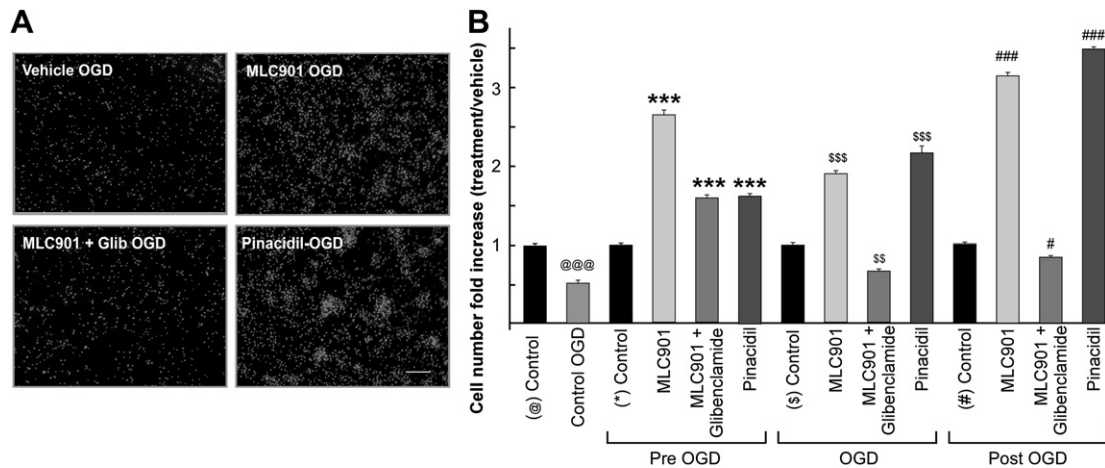 A
Vehicle OGD
MLC901 OGD
MLC901 + Glib OGD
Pinacidil-OGD
B
Cell number fold increase (treatment/vehicle)
3
2
1
@@@
***
***
***
$$$
$$
$$$
###
#
###
(@) Control
Control OGD
(*) Control
MLC901
MLC901 +
Glibenclamide
Pinacidil
($) Control
MLC901
MLC901 +
Glibenclamide
Pinacidil
(#) Control
MLC901
MLC901 +
Glibenclamide
Pinacidil
Pre OGD
OGD
Post OGD